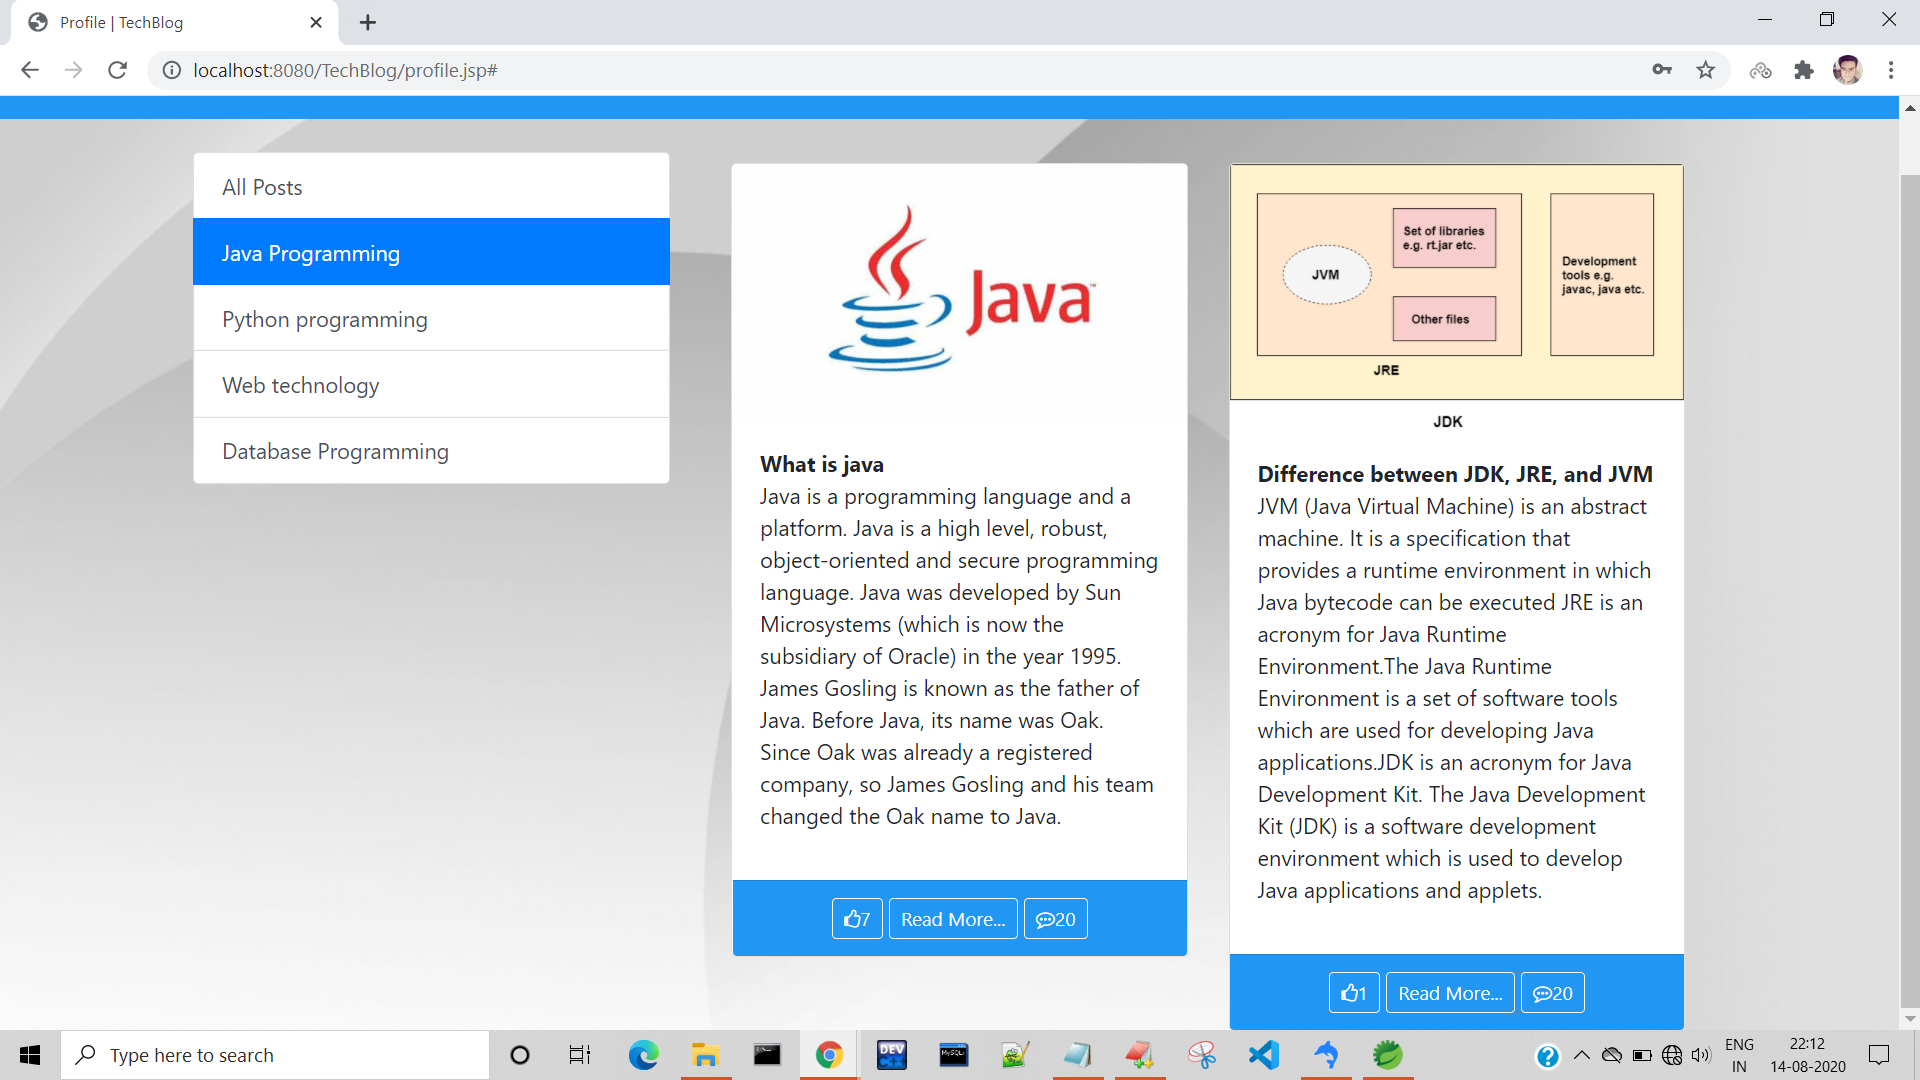 Profile | TechBlog
localhost:8080/TechBlog/profile.jsp#
All Posts
Java Programming
Python programming
Web technology
Database Programming
Java™
What is java
Java is a programming language and a
platform. Java is a high level, robust,
object-oriented and secure programming
language. Java was developed by Sun
Microsystems (which is now the
subsidiary of Oracle) in the year 1995.
James Gosling is known as the father of
Java. Before Java, its name was Oak.
Since Oak was already a registered
company, so James Gosling and his team
changed the Oak name to Java.
7 Read More... 20
JVM
Set of libraries
e.g. rt.jar etc.
Other files
JRE
Development
tools e.g.
javac, java etc.
JDK
Difference between JDK, JRE, and JVM
JVM (Java Virtual Machine) is an abstract
machine. It is a specification that
provides a runtime environment in which
Java bytecode can be executed JRE is an
acronym for Java Runtime
Environment.The Java Runtime
Environment is a set of software tools
which are used for developing Java
applications.JDK is an acronym for Java
Development Kit. The Java Development
Kit (JDK) is a software development
environment which is used to develop
Java applications and applets.
1 Read More... 20
Type here to search
DEV
C++
MySQL
ENG
IN
22:12
14-08-2020